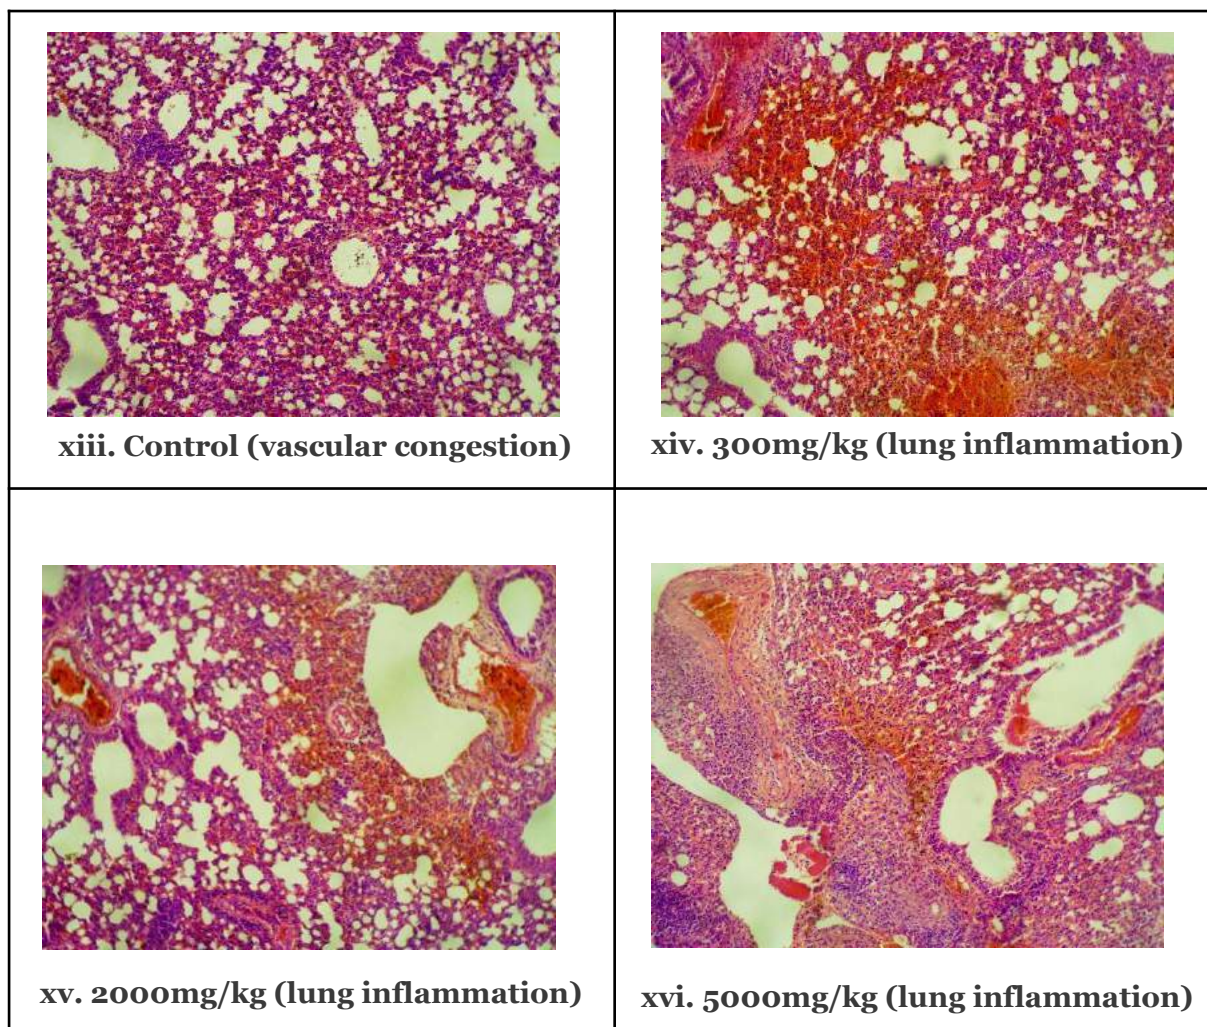 xiii. Control (vascular congestion)
xiv. 300mg/kg (lung inflammation)
xv. 2000mg/kg (lung inflammation)
xvi. 5000mg/kg (lung inflammation)